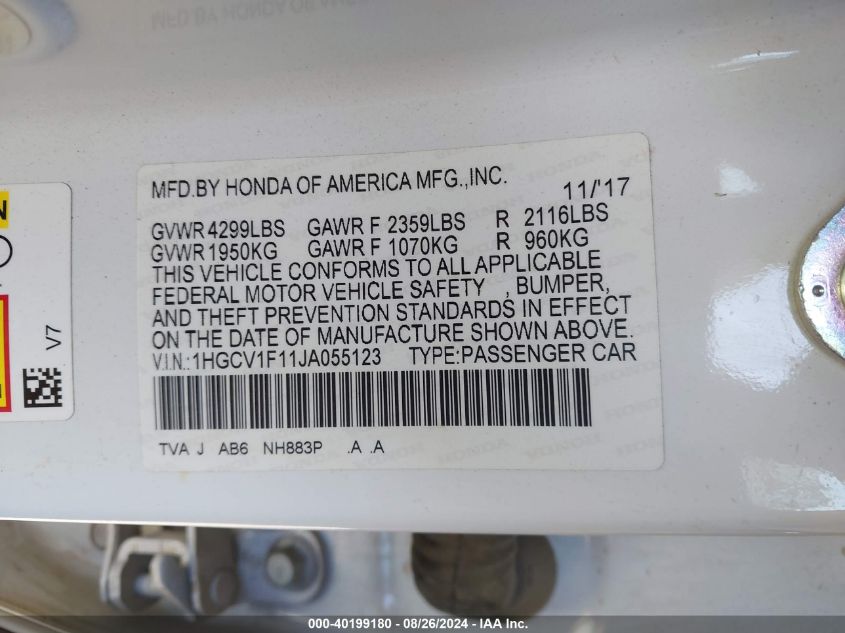 MFD.BY HONDA OF AMERICA MFG.,INC. 11/'17
GVWR 4299LBS GAWR F 2359LBS R 2116LBS
GVWR 1950KG GAWR F 1070KG R 960KG
THIS VEHICLE CONFORMS TO ALL APPLICABLE
FEDERAL MOTOR VEHICLE SAFETY , BUMPER,
AND THEFT PREVENTION STANDARDS IN EFFECT
ON THE DATE OF MANUFACTURE SHOWN ABOVE.
V.I.N.:1HGCV1F11JA055123 TYPE:PASSENGER CAR
TVA J AB6 NH883P .A .A
V7
000-40199180 - 08/26/2024 - IAA Inc.